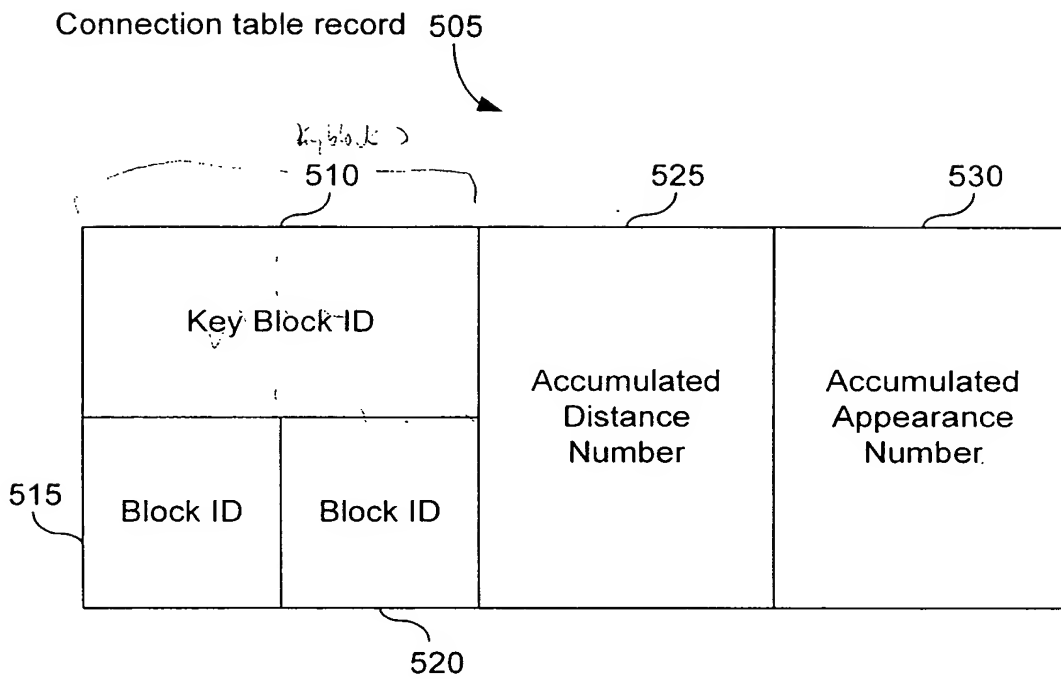 Connection table record 505
510
525
530
Key Block ID
Accumulated
Distance
Number
Accumulated
Appearance
Number
515
Block ID
Block ID
520